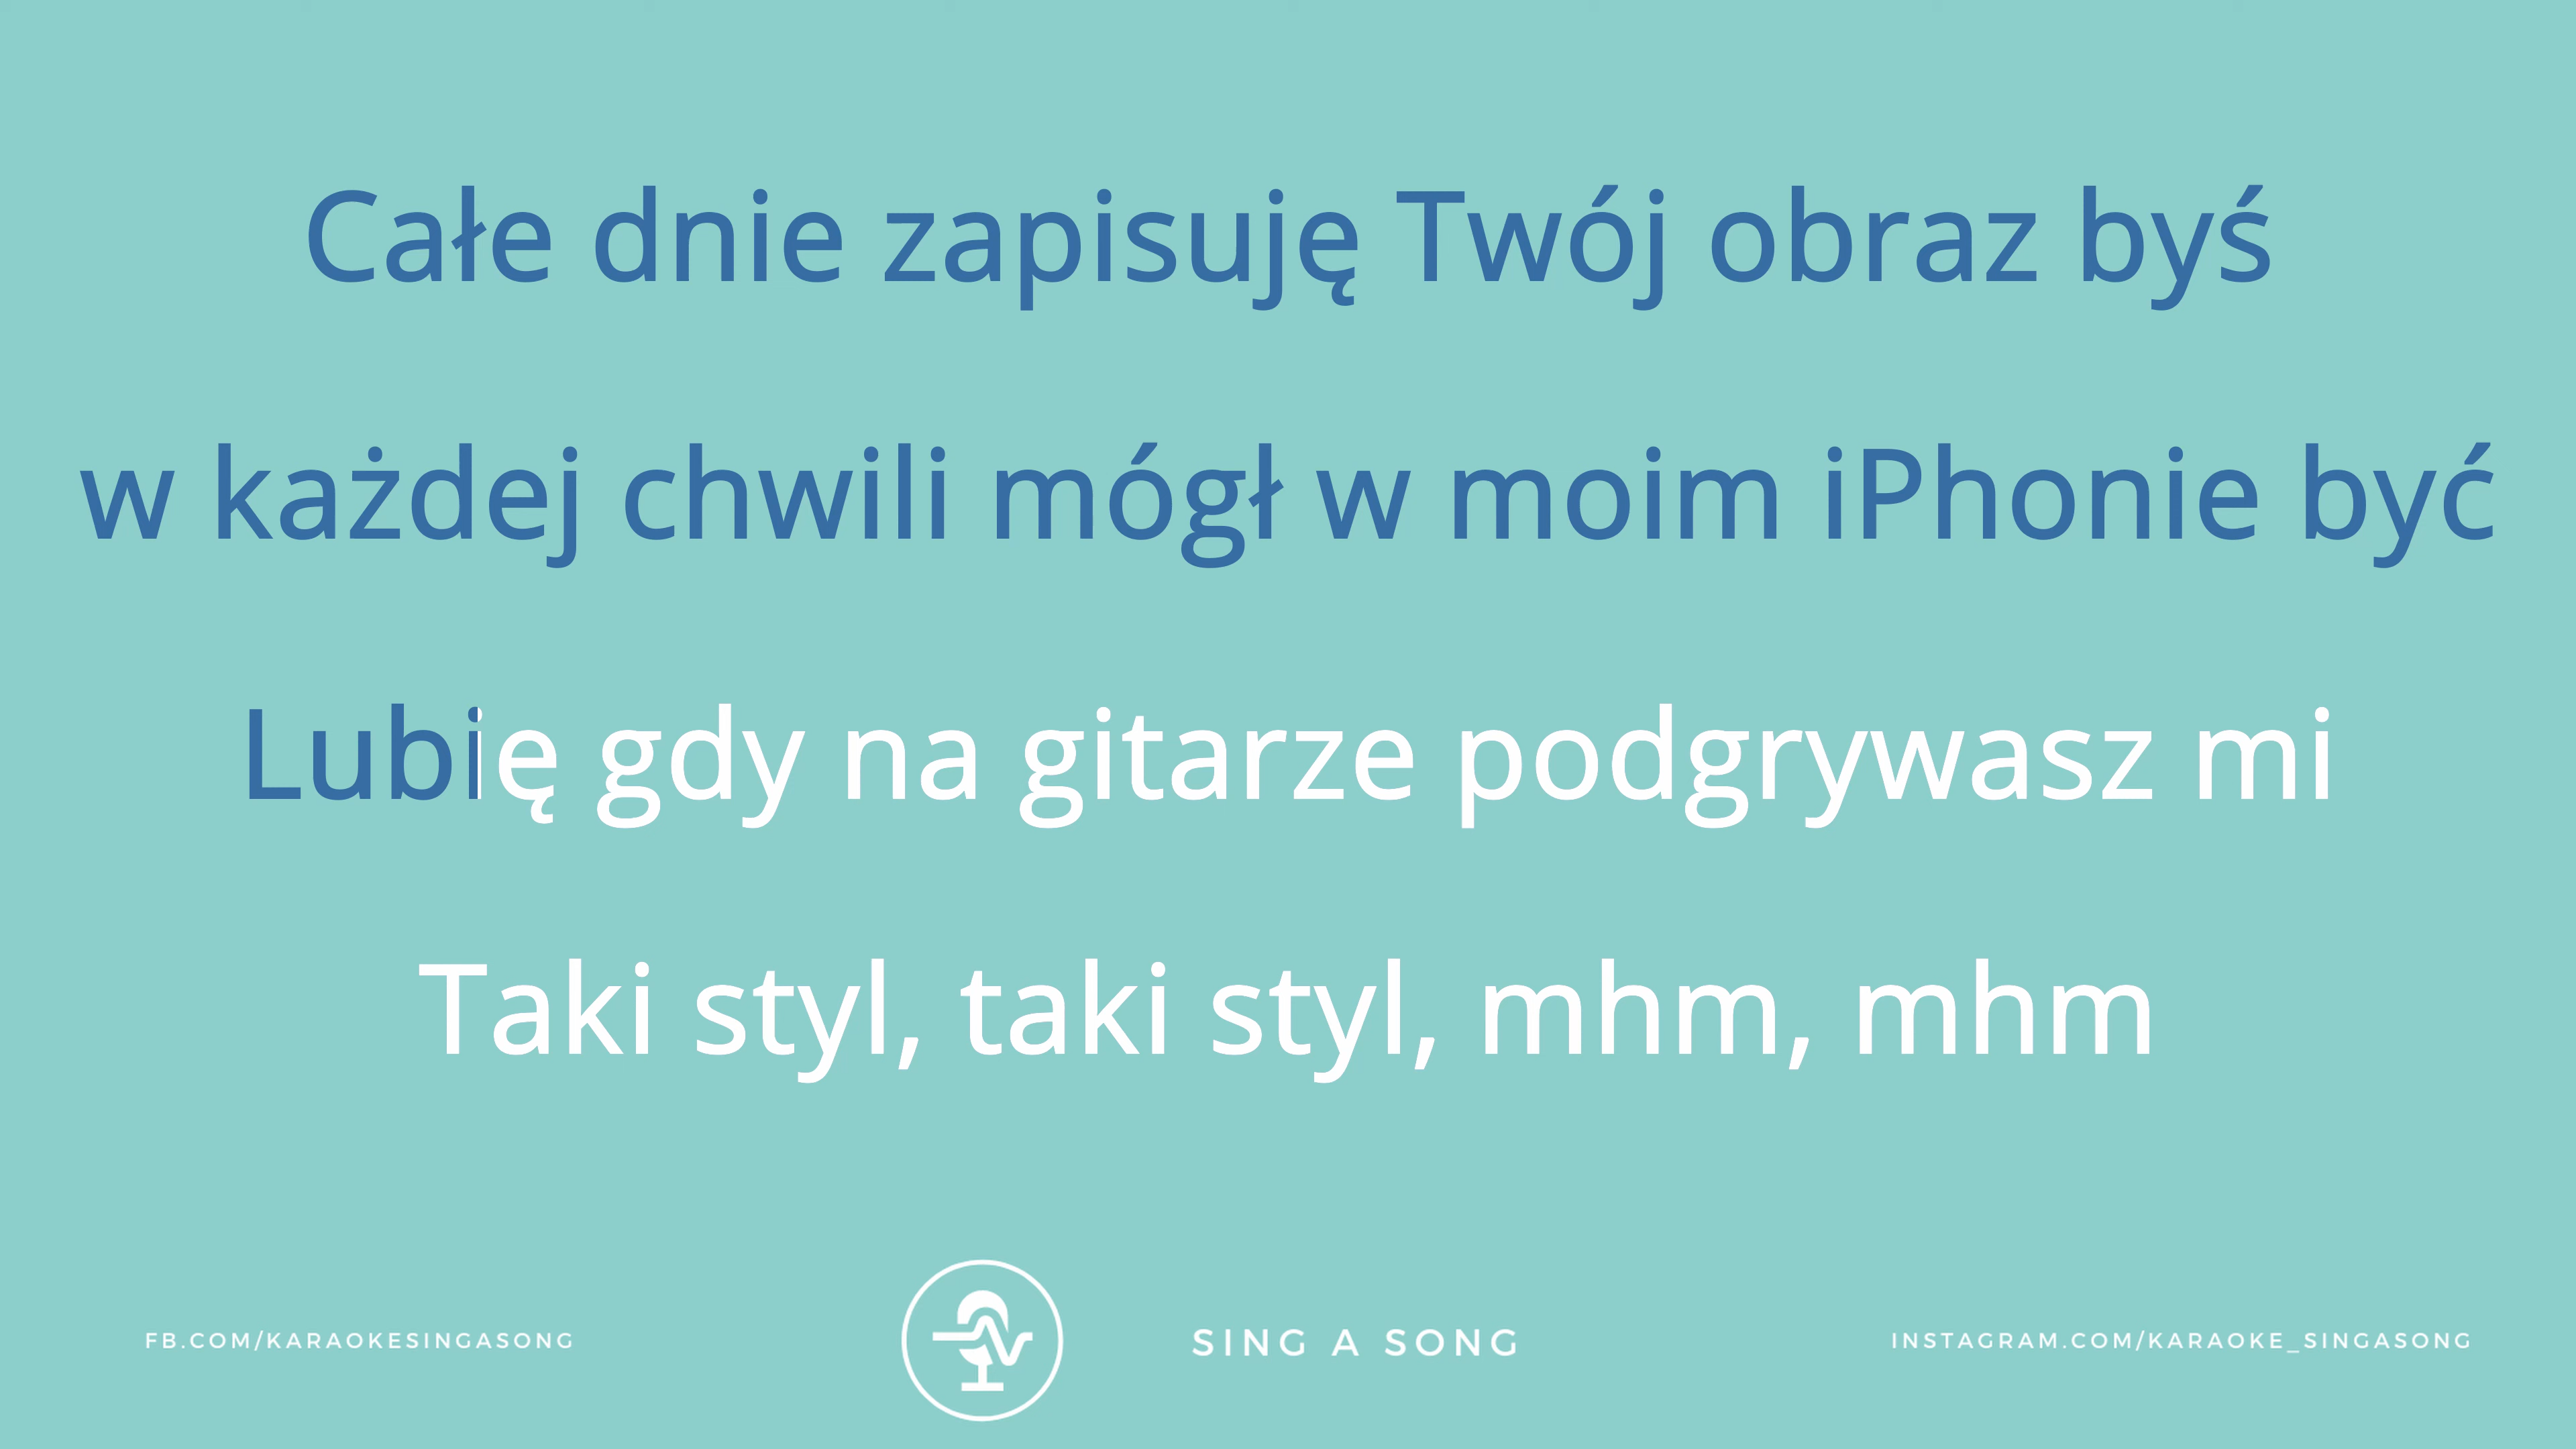 Całe dnie zapisuję Twój obraz byś
w każdej chwili mógł w moim iPhonie być
Lubię gdy na gitarze podgrywasz mi
Taki styl, taki styl, mhm, mhm
FB.COM/KARAOKESINGASONG
SING A SONG
INSTAGRAM.COM/KARAOKE_SINGASONG